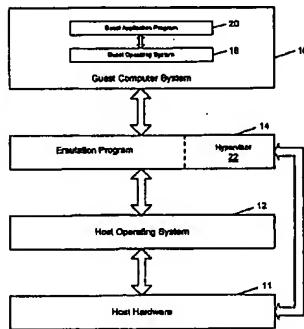 Guest Application Program
20
Guest Operating System
18
16
Guest Computer System
14
Emulation Program
Hypervisor
22
12
Host Operating System
11
Host Hardware